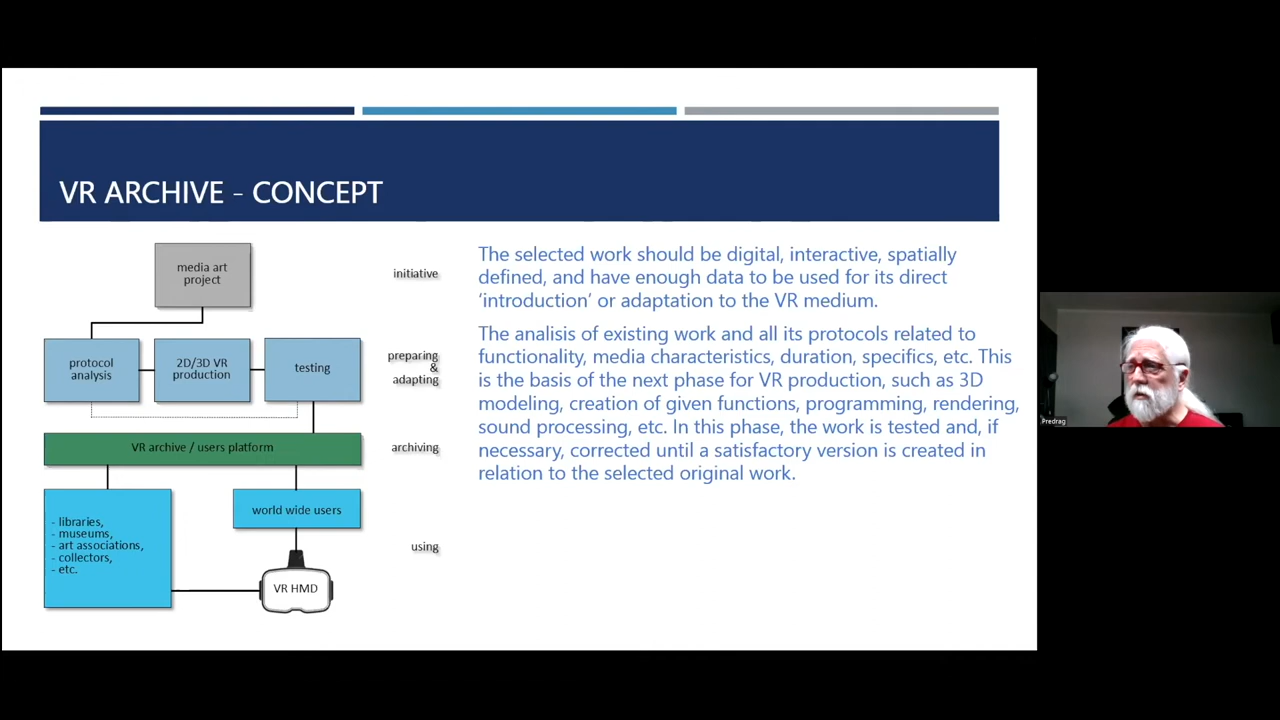 VR ARCHIVE – CONCEPT
media art
project
initiative
protocol
analysis
2D/3D VR
production
testing
preparing
&
adapting
VR archive / users platform
archiving
- libraries,
- museums,
- art associations,
- collectors,
- etc.
world wide users
using
VR HMD
The selected work should be digital, interactive, spatially
defined, and have enough data to be used for its direct
‘introduction’ or adaptation to the VR medium.
The analisis of existing work and all its protocols related to
functionality, media characteristics, duration, specifics, etc. This
is the basis of the next phase for VR production, such as 3D
modeling, creation of given functions, programming, rendering,
sound processing, etc. In this phase, the work is tested and, if
necessary, corrected until a satisfactory version is created in
relation to the selected original work.
Predrag